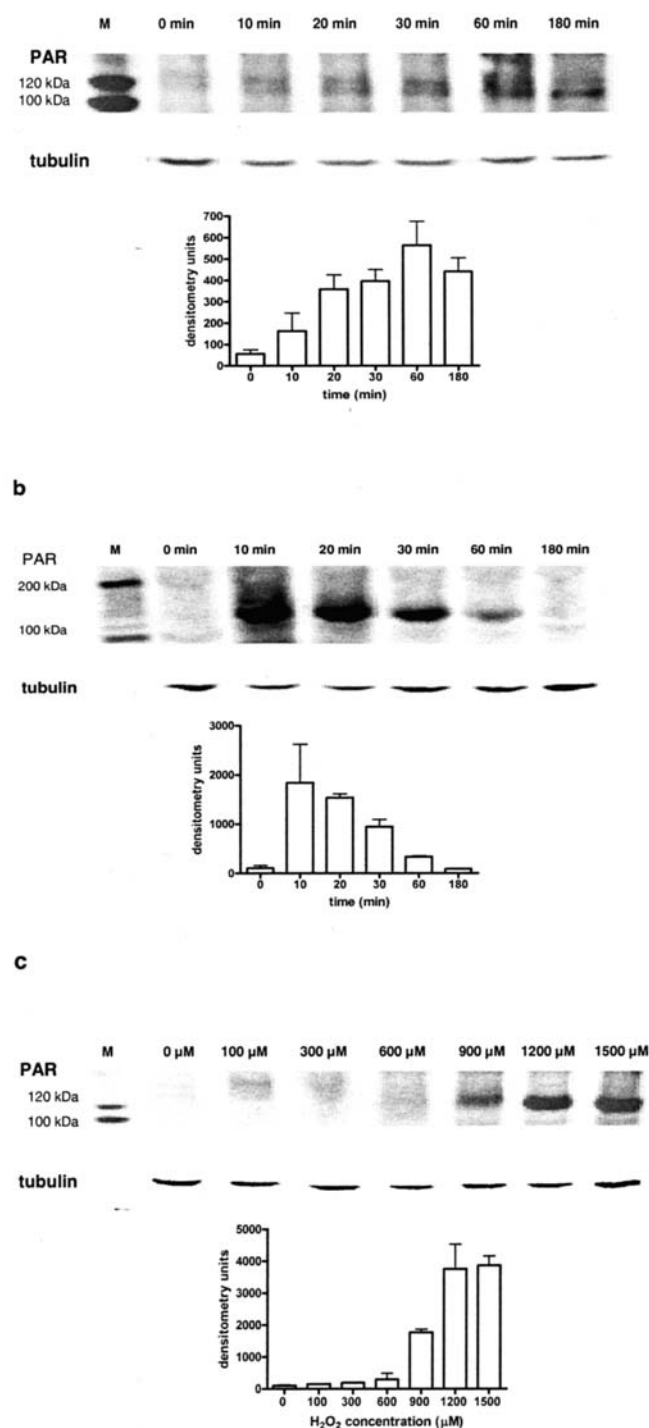 M 0 min 10 min 20 min 30 min 60 min 180 min
PAR
120 kDa
100 kDa
tubulin
700
600
500
400
300
200
100
0
densitometry units
0 10 20 30 60 180
time (min)
b
M 0 min 10 min 20 min 30 min 60 min 180 min
PAR
200 kDa
100 kDa
tubulin
3000
2000
1000
0
densitometry units
0 10 20 30 60 180
time (min)
c
M 0 µM 100 µM 300 µM 600 µM 900 µM 1200 µM 1500 µM
PAR
120 kDa
100 kDa
tubulin
5000
4000
3000
2000
1000
0
densitometry units
0 100 300 600 900 1200 1500
H₂O₂ concentration (µM)